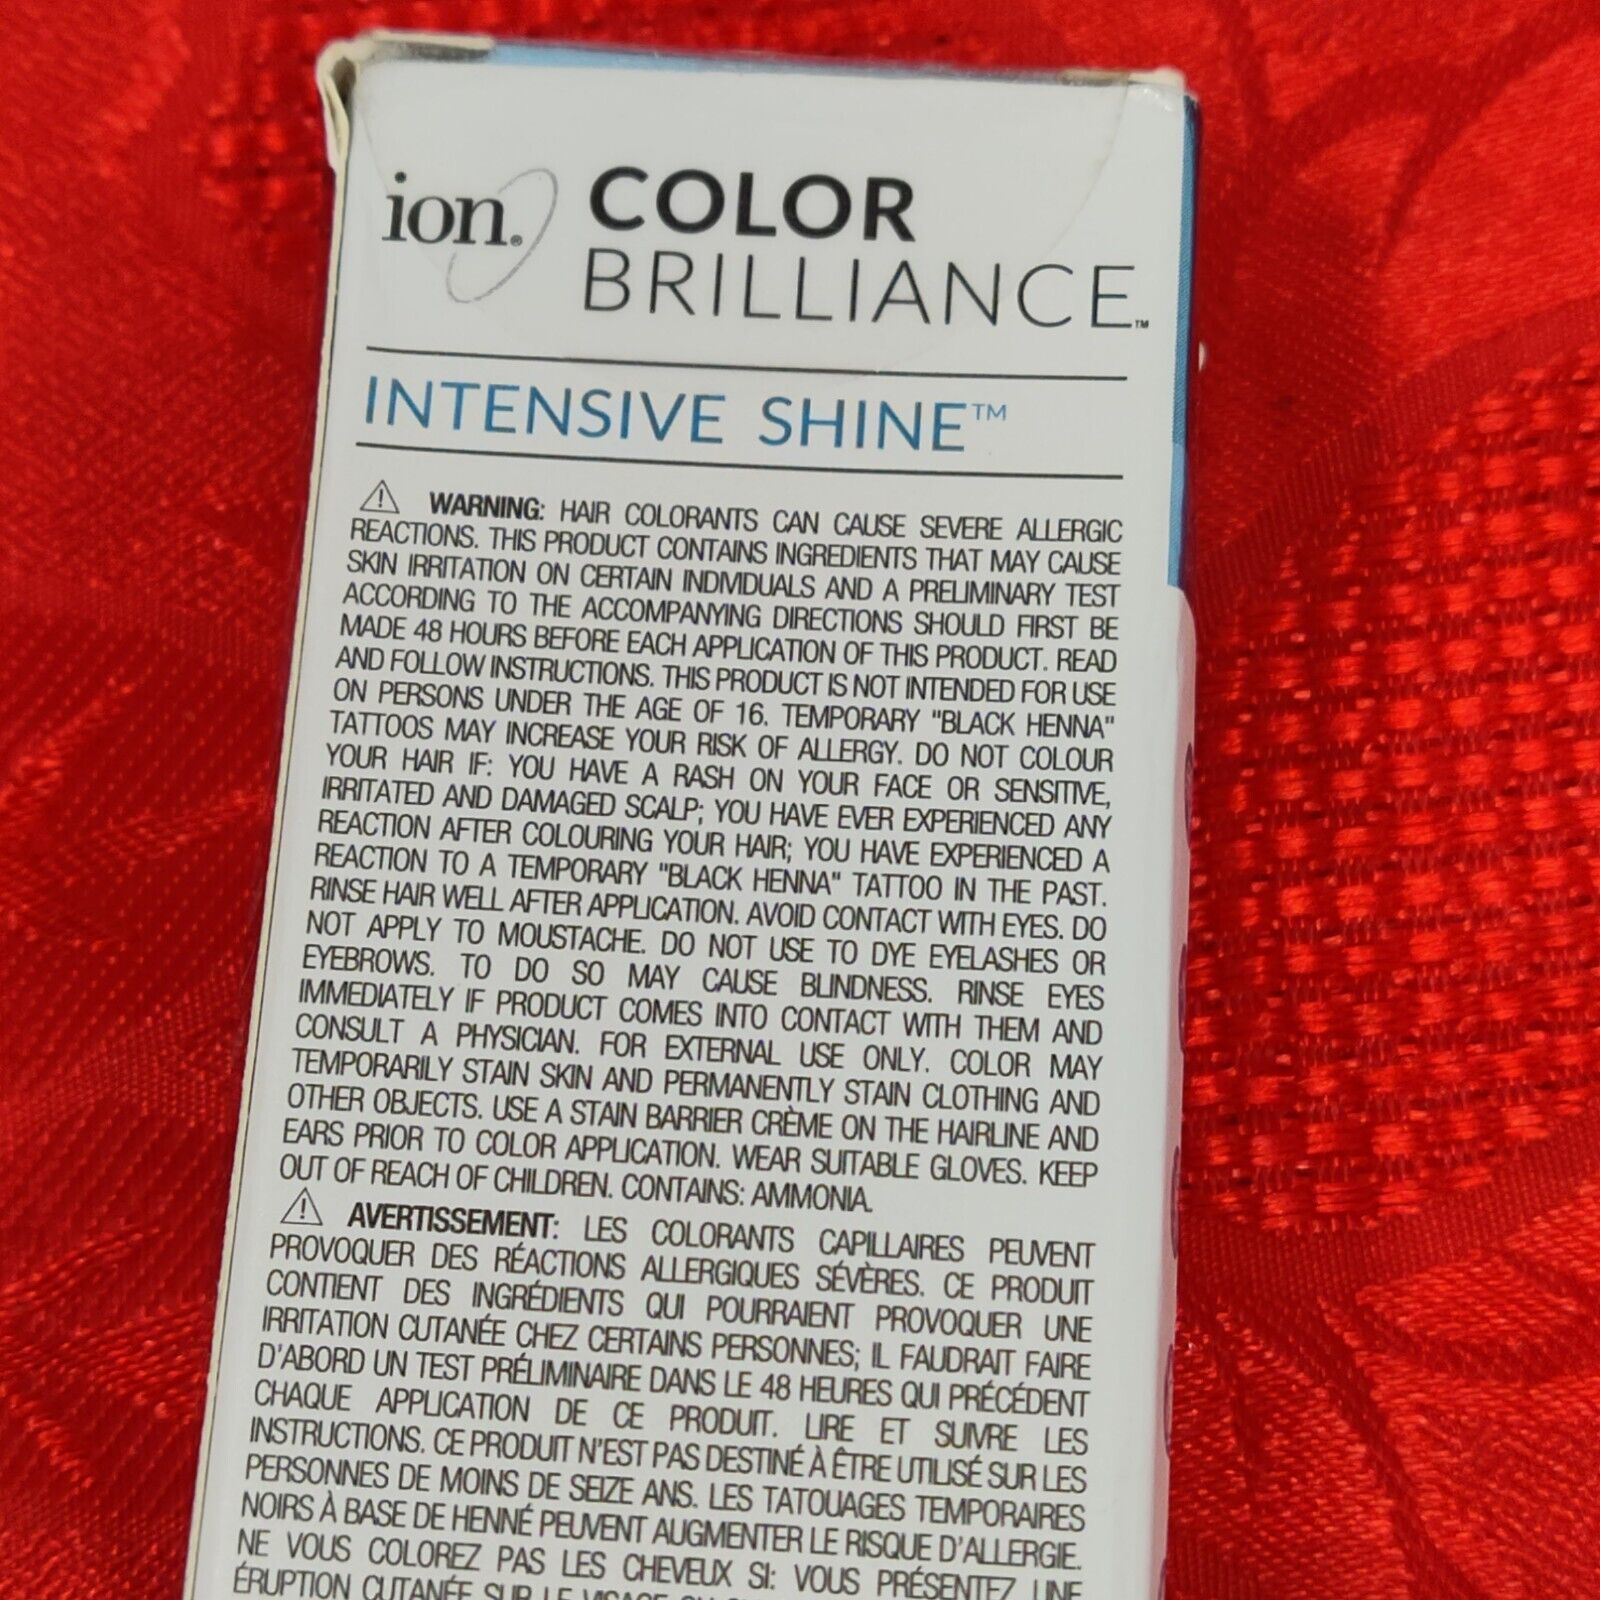 ion®
COLOR
BRILLIANCE™
INTENSIVE SHINE™
⚠ WARNING: HAIR COLORANTS CAN CAUSE SEVERE ALLERGIC
REACTIONS. THIS PRODUCT CONTAINS INGREDIENTS THAT MAY CAUSE
SKIN IRRITATION ON CERTAIN INDIVIDUALS AND A PRELIMINARY TEST
ACCORDING TO THE ACCOMPANYING DIRECTIONS SHOULD FIRST BE
MADE 48 HOURS BEFORE EACH APPLICATION OF THIS PRODUCT. READ
AND FOLLOW INSTRUCTIONS. THIS PRODUCT IS NOT INTENDED FOR USE
ON PERSONS UNDER THE AGE OF 16. TEMPORARY "BLACK HENNA"
TATTOOS MAY INCREASE YOUR RISK OF ALLERGY. DO NOT COLOUR
YOUR HAIR IF: YOU HAVE A RASH ON YOUR FACE OR SENSITIVE,
IRRITATED AND DAMAGED SCALP; YOU HAVE EVER EXPERIENCED ANY
REACTION AFTER COLOURING YOUR HAIR; YOU HAVE EXPERIENCED A
REACTION TO A TEMPORARY "BLACK HENNA" TATTOO IN THE PAST.
RINSE HAIR WELL AFTER APPLICATION. AVOID CONTACT WITH EYES. DO
NOT APPLY TO MOUSTACHE. DO NOT USE TO DYE EYELASHES OR
EYEBROWS. TO DO SO MAY CAUSE BLINDNESS. RINSE EYES
IMMEDIATELY IF PRODUCT COMES INTO CONTACT WITH THEM AND
CONSULT A PHYSICIAN. FOR EXTERNAL USE ONLY. COLOR MAY
TEMPORARILY STAIN SKIN AND PERMANENTLY STAIN CLOTHING AND
OTHER OBJECTS. USE A STAIN BARRIER CRÈME ON THE HAIRLINE AND
EARS PRIOR TO COLOR APPLICATION. WEAR SUITABLE GLOVES. KEEP
OUT OF REACH OF CHILDREN. CONTAINS: AMMONIA.
⚠ AVERTISSEMENT: LES COLORANTS CAPILLAIRES PEUVENT
PROVOQUER DES RÉACTIONS ALLERGIQUES SÉVÈRES. CE PRODUIT
CONTIENT DES INGRÉDIENTS QUI POURRAIENT PROVOQUER UNE
IRRITATION CUTANÉE CHEZ CERTAINS PERSONNES; IL FAUDRAIT FAIRE
D'ABORD UN TEST PRÉLIMINAIRE DANS LE 48 HEURES QUI PRÉCÉDENT
CHAQUE APPLICATION DE CE PRODUIT. LIRE ET SUIVRE LES
INSTRUCTIONS. CE PRODUIT N'EST PAS DESTINÉ À ÊTRE UTILISÉ SUR LES
PERSONNES DE MOINS DE SEIZE ANS. LES TATOUAGES TEMPORAIRES
NOIRS À BASE DE HENNÉ PEUVENT AUGMENTER LE RISQUE D'ALLERGIE.
NE VOUS COLOREZ PAS LES CHEVEUX SI: VOUS PRÉSENTEZ UNE
ÉRUPTION CUTANÉE SUR LE VISAGE